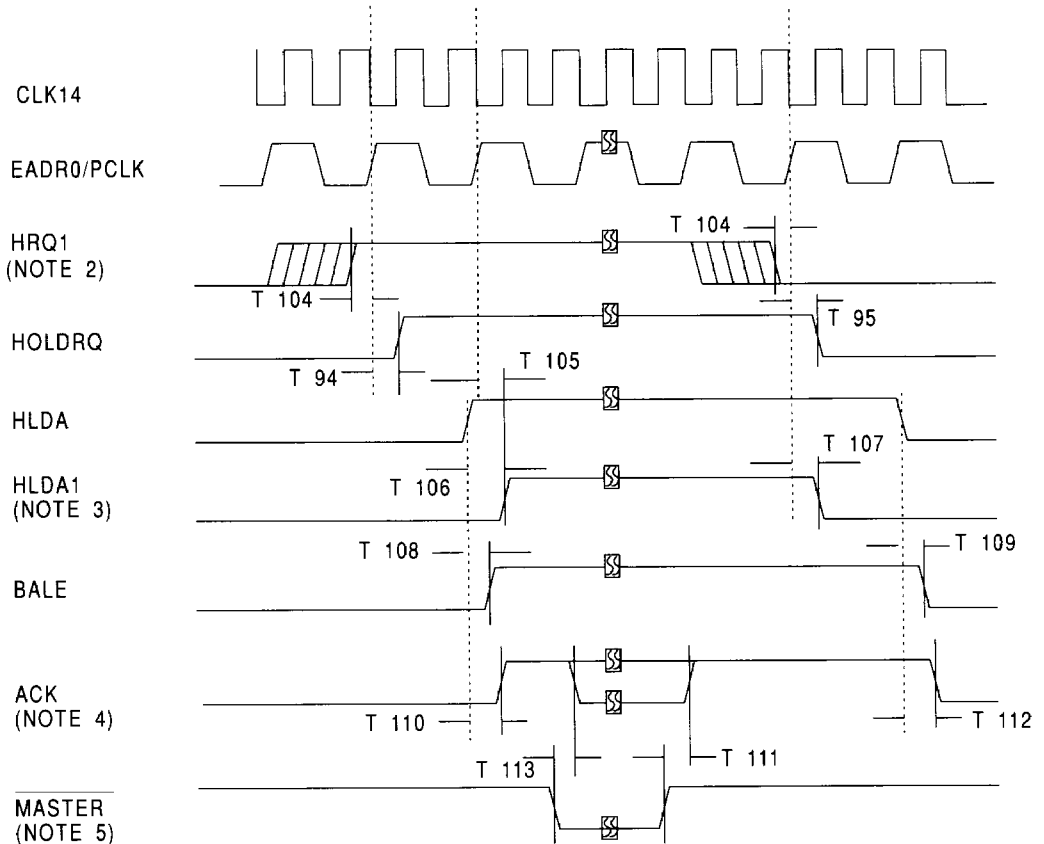 CLK14
EADR0/PCLK
HRQ1
(NOTE 2)
T 104
T 104
HOLDRQ
T 95
T 94
T 105
HLDA
HLDA1
(NOTE 3)
T 106
T 107
T 108
T 109
BALE
ACK
(NOTE 4)
T 110
T 112
T 113
T 111
MASTER
(NOTE 5)